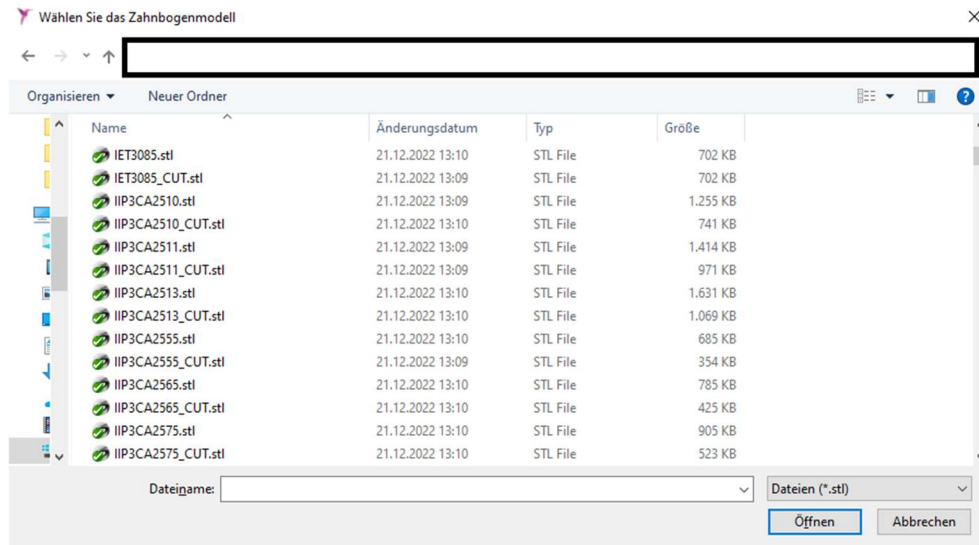 Wählen Sie das Zahnbogenmodell
Organisieren Neuer Ordner
Name Änderungsdatum Typ Größe
IET3085.stl 21.12.2022 13:10 STL File 702 KB
IET3085_CUT.stl 21.12.2022 13:09 STL File 702 KB
IIP3CA2510.stl 21.12.2022 13:09 STL File 1.255 KB
IIP3CA2510_CUT.stl 21.12.2022 13:10 STL File 741 KB
IIP3CA2511.stl 21.12.2022 13:09 STL File 1.414 KB
IIP3CA2511_CUT.stl 21.12.2022 13:09 STL File 971 KB
IIP3CA2513.stl 21.12.2022 13:10 STL File 1.631 KB
IIP3CA2513_CUT.stl 21.12.2022 13:10 STL File 1.069 KB
IIP3CA2555.stl 21.12.2022 13:10 STL File 685 KB
IIP3CA2555_CUT.stl 21.12.2022 13:09 STL File 354 KB
IIP3CA2565.stl 21.12.2022 13:10 STL File 785 KB
IIP3CA2565_CUT.stl 21.12.2022 13:10 STL File 425 KB
IIP3CA2575.stl 21.12.2022 13:10 STL File 905 KB
IIP3CA2575_CUT.stl 21.12.2022 13:10 STL File 523 KB
Dateiname: Dateien (*.stl)
Öffnen Abbrechen